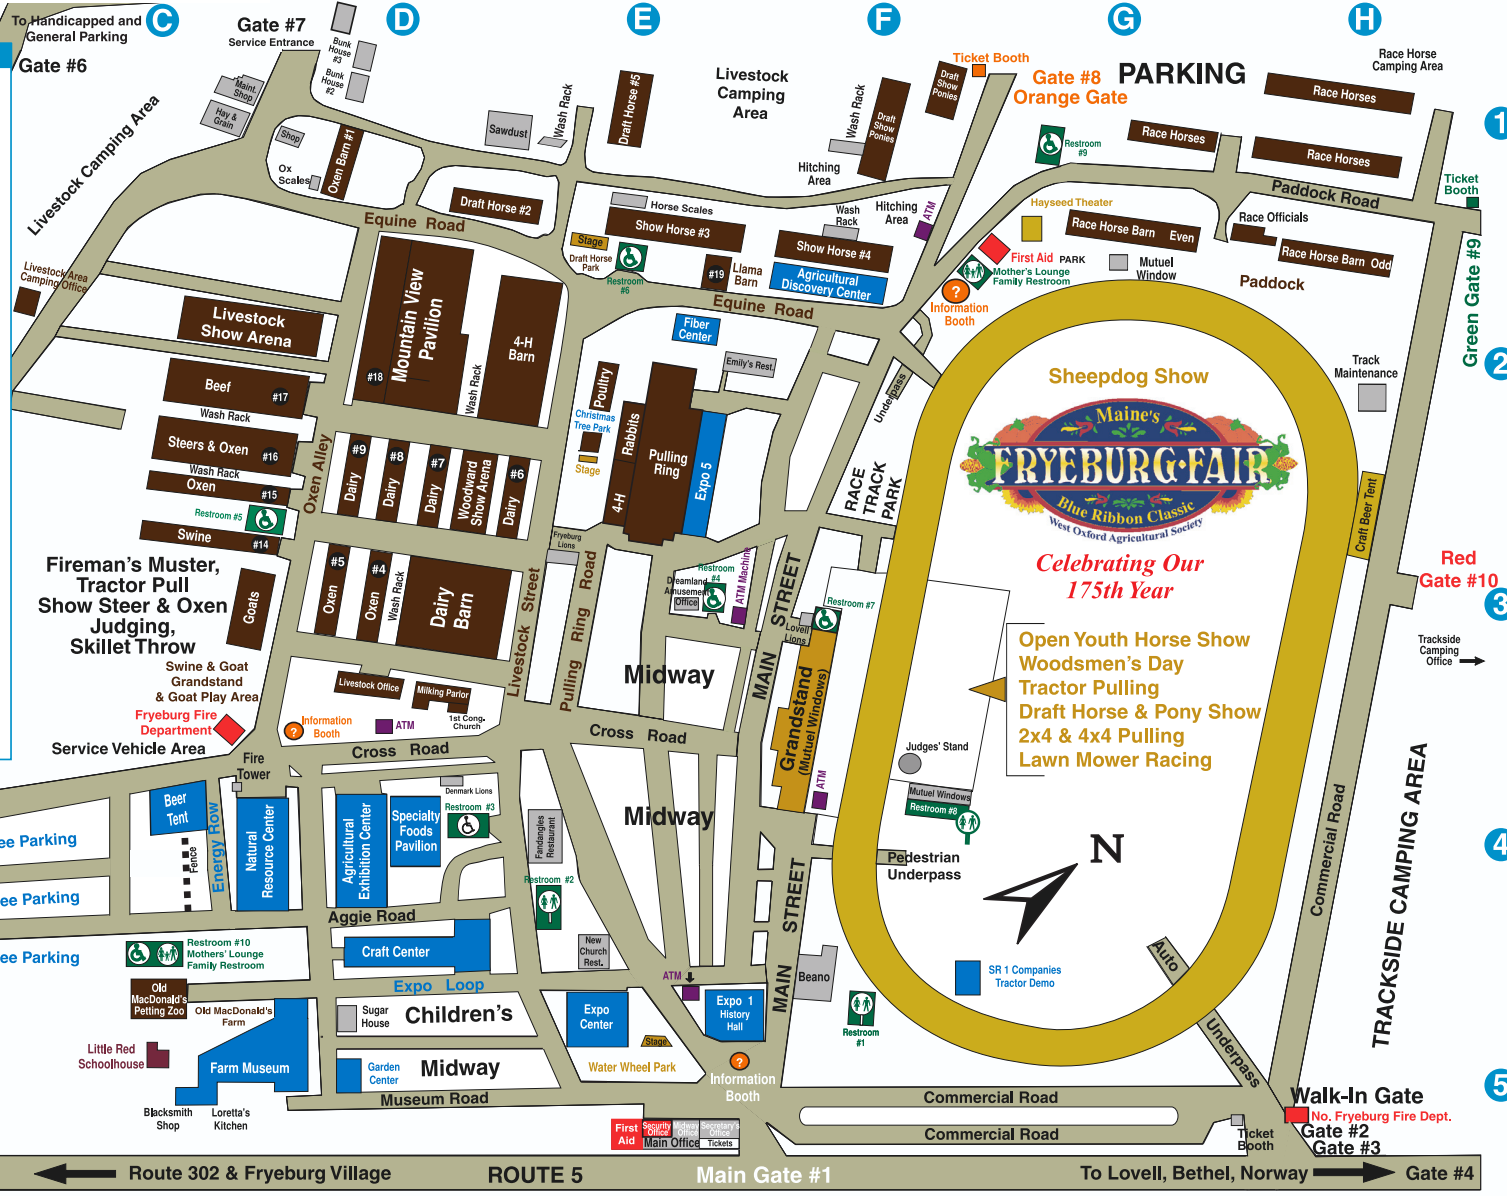 C
D
E
F
G
H
1
2
3
4
5
To Handicapped and
General Parking
Gate #6
Gate #7
Service Entrance
Bunk
House
#3
Bunk
House
#2
Maint.
Shop
Hay &
Grain
Shop
Ox
Scales
Oxen Barn #1
Livestock Camping Area
Livestock Area
Camping Office
Sawdust
Wash Rack
Draft Horse #5
Livestock
Camping
Area
Wash Rack
Draft
Show
Ponies
Draft
Show
Ponies
Hitching
Area
Ticket Booth
Gate #8
Orange Gate
PARKING
Race Horse
Camping Area
Race Horses
Race Horses
Race Horses
Restroom
#9
Paddock Road
Ticket
Booth
Green Gate #9
Draft Horse #2
Equine Road
Horse Scales
Show Horse #3
Stage
Draft Horse
Park
Restroom
#6
#19
Llama
Barn
Wash
Rack
Hitching
Area
ATM
Show Horse #4
Agricultural
Discovery Center
Equine Road
Hayseed Theater
First Aid
PARK
Mother's Lounge
Family Restroom
?
Information
Booth
Race Horse Barn Even
Race Officials
Race Horse Barn Odd
Mutuel
Window
Paddock
Livestock
Show Arena
Mountain View
Pavilion
#18
4-H
Barn
Wash Rack
Beef
#17
Wash Rack
Steers & Oxen
#16
Wash Rack
Oxen
#15
Restroom #5
Swine
#14
Oxen Alley
Fiber
Center
Emily's Rest.
Poultry
Christmas
Tree Park
Stage
Rabbits
4-H
Pulling
Ring
Expo 5
Underpass
RACE
TRACK
PARK
Track
Maintenance
Sheepdog Show
Maine's
FRYEBURG·FAIR
Blue Ribbon Classic
West Oxford Agricultural Society
Celebrating Our
175th Year
Craft Beer Tent
Red
Gate #10
Trackside
Camping
Office
#9
Dairy
#8
Dairy
#7
Dairy
Woodward
Show Arena
#6
Dairy
#5
Oxen
#4
Oxen
Wash Rack
Dairy
Barn
Fryeburg
Lions
Livestock Street
Pulling Ring Road
Fireman's Muster,
Tractor Pull
Show Steer & Oxen
Judging,
Skillet Throw
Goats
Swine & Goat
Grandstand
& Goat Play Area
Fryeburg Fire
Department
Service Vehicle Area
Livestock Office
Milking Parlor
1st Cong.
Church
?
Information
Booth
ATM
Cross Road
Cross Road
Restroom
#4
Dreamland
Amusement
Office
ATM Machine
MAIN STREET
Midway
Lovell
Lions
Restroom #7
Grandstand
(Mutuel Windows)
ATM
Open Youth Horse Show
Woodsmen's Day
Tractor Pulling
Draft Horse & Pony Show
2x4 & 4x4 Pulling
Lawn Mower Racing
Judges' Stand
Mutuel Windows
Restroom #8
Pedestrian
Underpass
N
Commercial Road
TRACKSIDE CAMPING AREA
Fire
Tower
Beer
Tent
Fence
Energy Row
Natural
Resource Center
Agricultural
Exhibition Center
Specialty
Foods
Pavilion
Denmark Lions
Restroom #3
Fandangles
Restaurant
Midway
Restroom #2
ee Parking
ee Parking
ee Parking
Aggie Road
Restroom #10
Mothers' Lounge
Family Restroom
Craft Center
Expo Loop
New
Church
Rest.
ATM
MAIN STREET
Beano
Restroom
#1
SR 1 Companies
Tractor Demo
Auto
Underpass
Old
MacDonald's
Petting Zoo
Old MacDonald's
Farm
Little Red
Schoolhouse
Farm Museum
Blacksmith
Shop
Loretta's
Kitchen
Sugar
House
Children's
Midway
Garden
Center
Museum Road
Expo
Center
Stage
Water Wheel Park
Expo 1
History
Hall
?
Information
Booth
Commercial Road
Commercial Road
First
Aid
Security
Office
Midway
Office
Secretary's
Office
Main Office
Tickets
Walk-In Gate
No. Fryeburg Fire Dept.
Gate #2
Gate #3
Ticket
Booth
Route 302 & Fryeburg Village
ROUTE 5
Main Gate #1
To Lovell, Bethel, Norway
Gate #4